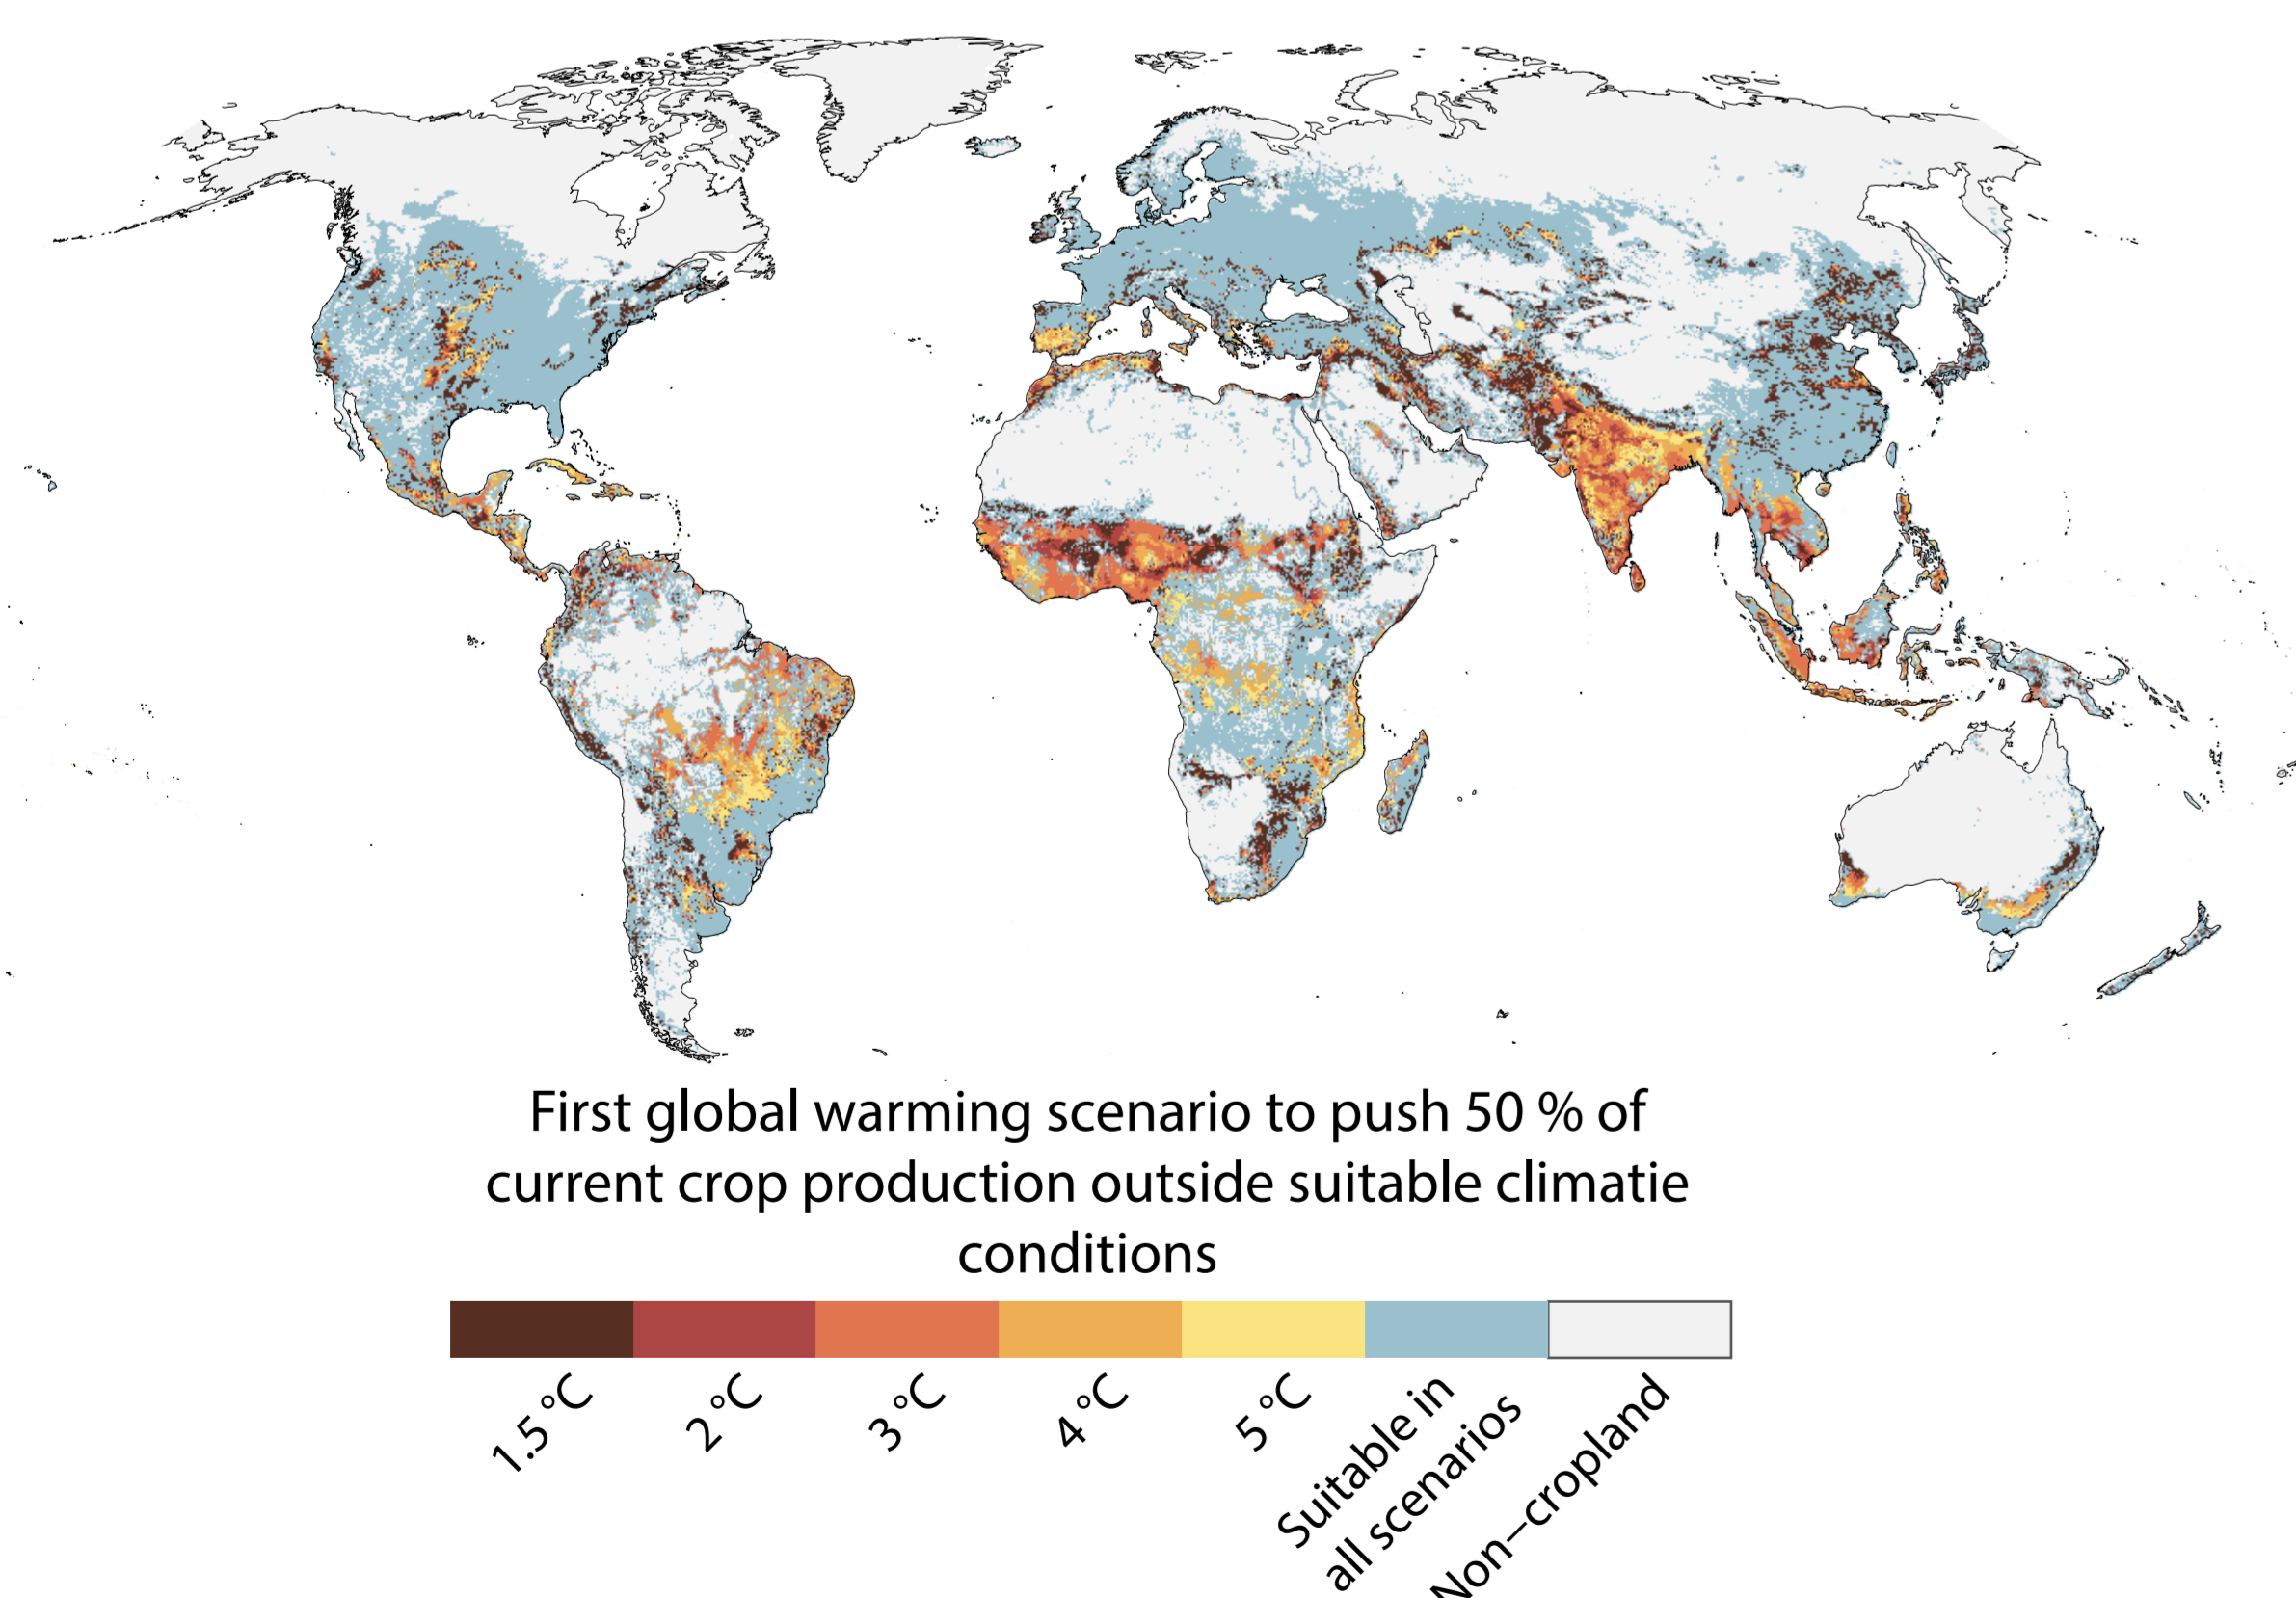 First global warming scenario to push 50 % of
current crop production outside suitable climatie
conditions
1.5 °C
2 °C
3 °C
4 °C
5 °C
Suitable in
all scenarios
Non–cropland